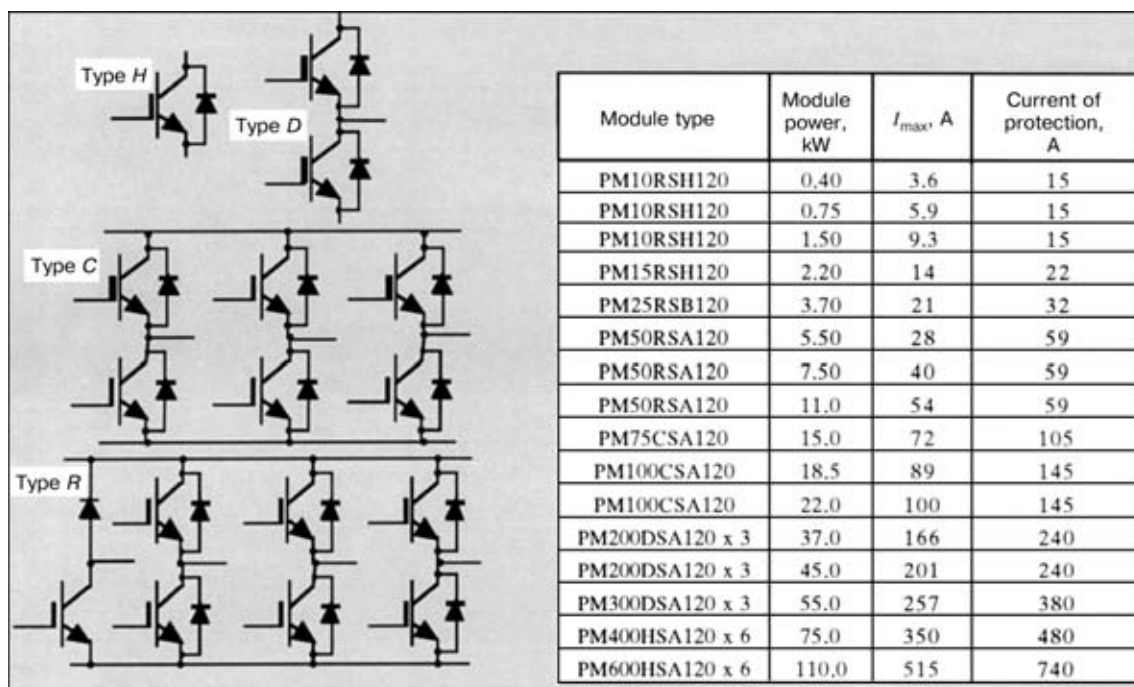 Type H
Type D
Type C
Type R
Module type
Module power, kW
Imax, A
Current of protection, A
PM10RSH120 0.40 3.6 15
PM10RSH120 0.75 5.9 15
PM10RSH120 1.50 9.3 15
PM15RSH120 2.20 14 22
PM25RSB120 3.70 21 32
PM50RSA120 5.50 28 59
PM50RSA120 7.50 40 59
PM50RSA120 11.0 54 59
PM75CSA120 15.0 72 105
PM100CSA120 18.5 89 145
PM100CSA120 22.0 100 145
PM200DSA120 x 3 37.0 166 240
PM200DSA120 x 3 45.0 201 240
PM300DSA120 x 3 55.0 257 380
PM400HSA120 x 6 75.0 350 480
PM600HSA120 x 6 110.0 515 740